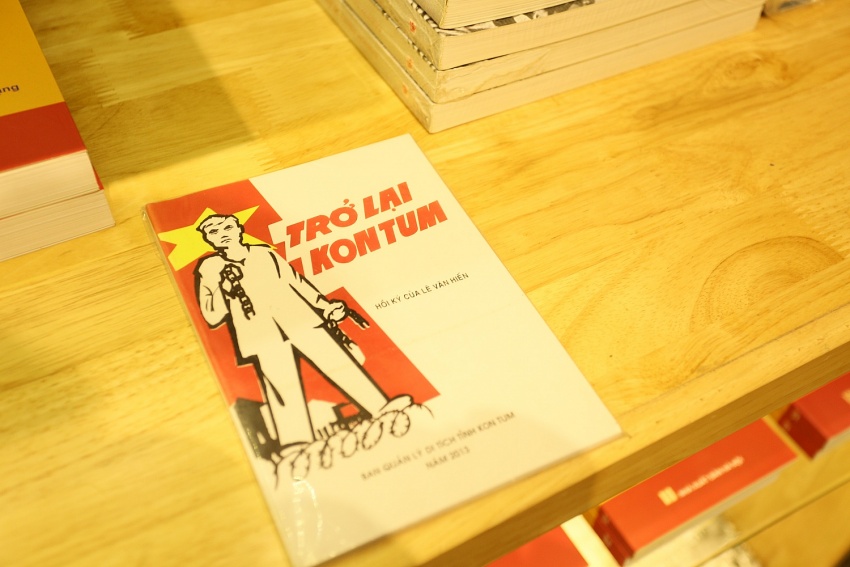 TRỞ LẠI
KON TUM
HỒI KÝ CỦA LÊ VĂN HIẾN
BAN QUẢN LÝ DI TÍCH TỈNH KON TUM
NĂM 2013